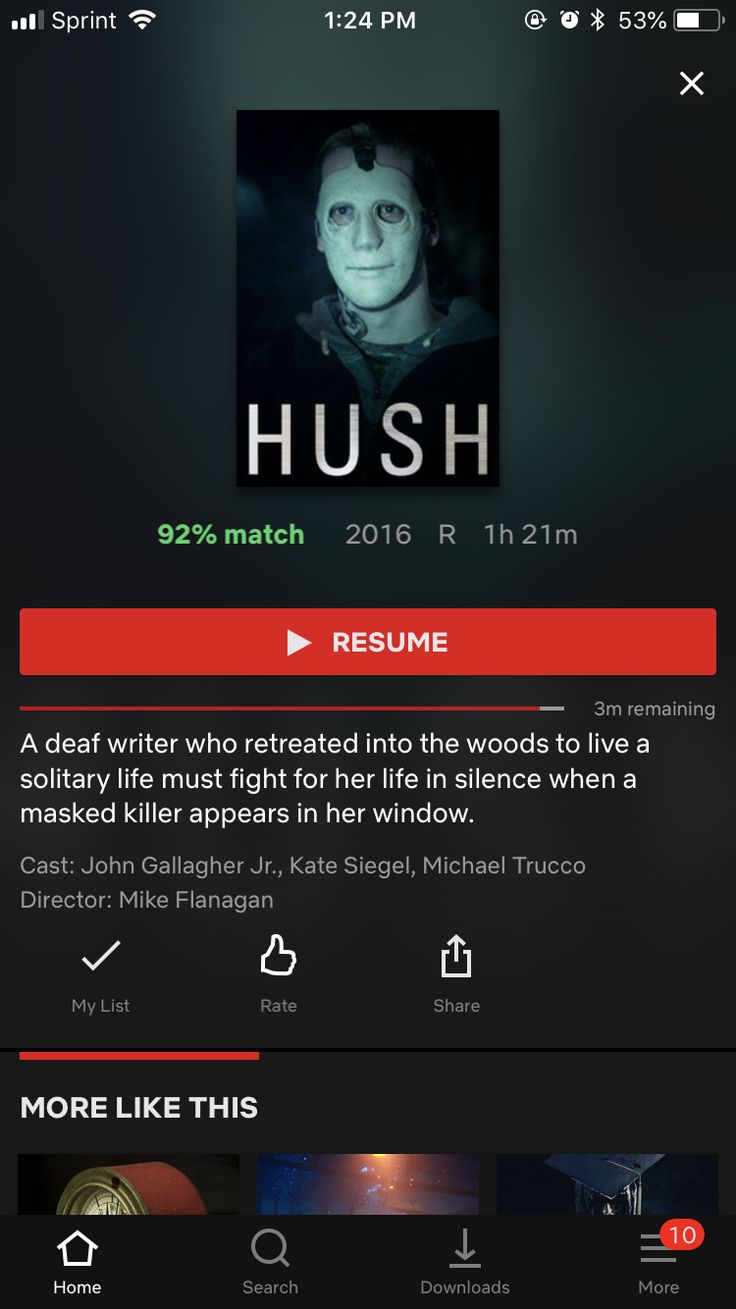 Sprint 1:24 PM 53%
HUSH
92% match 2016 R 1h 21m
RESUME
3m remaining
A deaf writer who retreated into the woods to live a
solitary life must fight for her life in silence when a
masked killer appears in her window.
Cast: John Gallagher Jr., Kate Siegel, Michael Trucco
Director: Mike Flanagan
My List Rate Share
MORE LIKE THIS
10
Home Search Downloads More